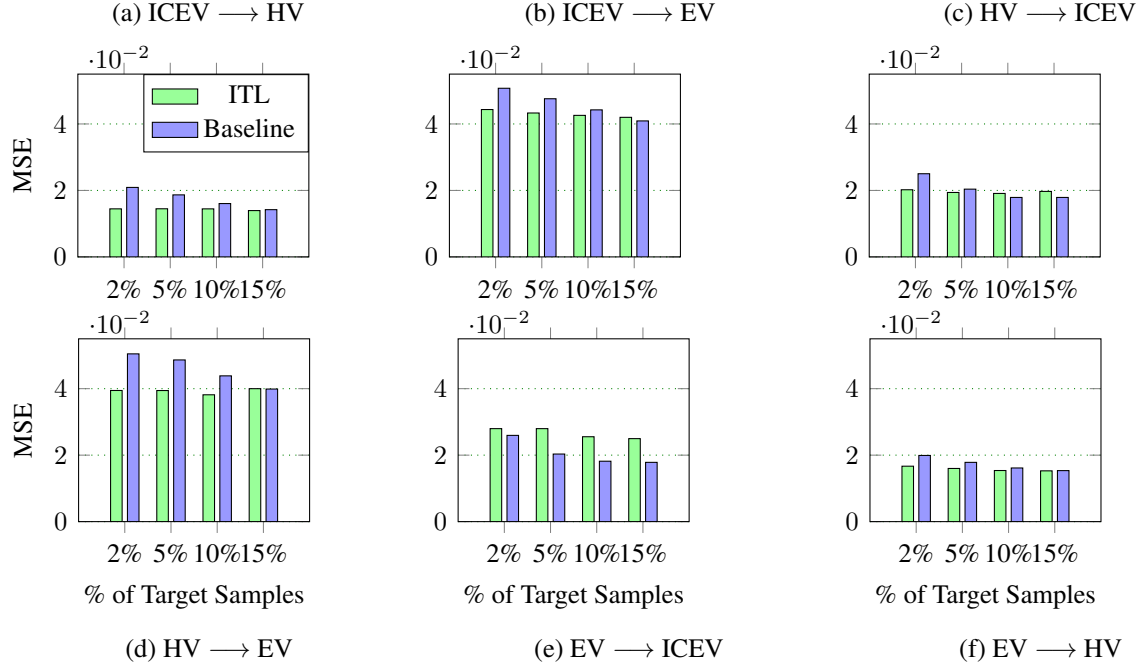 (a) ICEV ⟶ HV
(b) ICEV ⟶ EV
(c) HV ⟶ ICEV
·10−2
·10−2
·10−2
ITL
Baseline
MSE
4
2
0
4
2
0
4
2
0
2% 5% 10% 15%
2% 5% 10% 15%
2% 5% 10% 15%
·10−2
·10−2
·10−2
MSE
4
2
0
4
2
0
4
2
0
2% 5% 10% 15%
2% 5% 10% 15%
2% 5% 10% 15%
% of Target Samples
% of Target Samples
% of Target Samples
(d) HV ⟶ EV
(e) EV ⟶ ICEV
(f) EV ⟶ HV